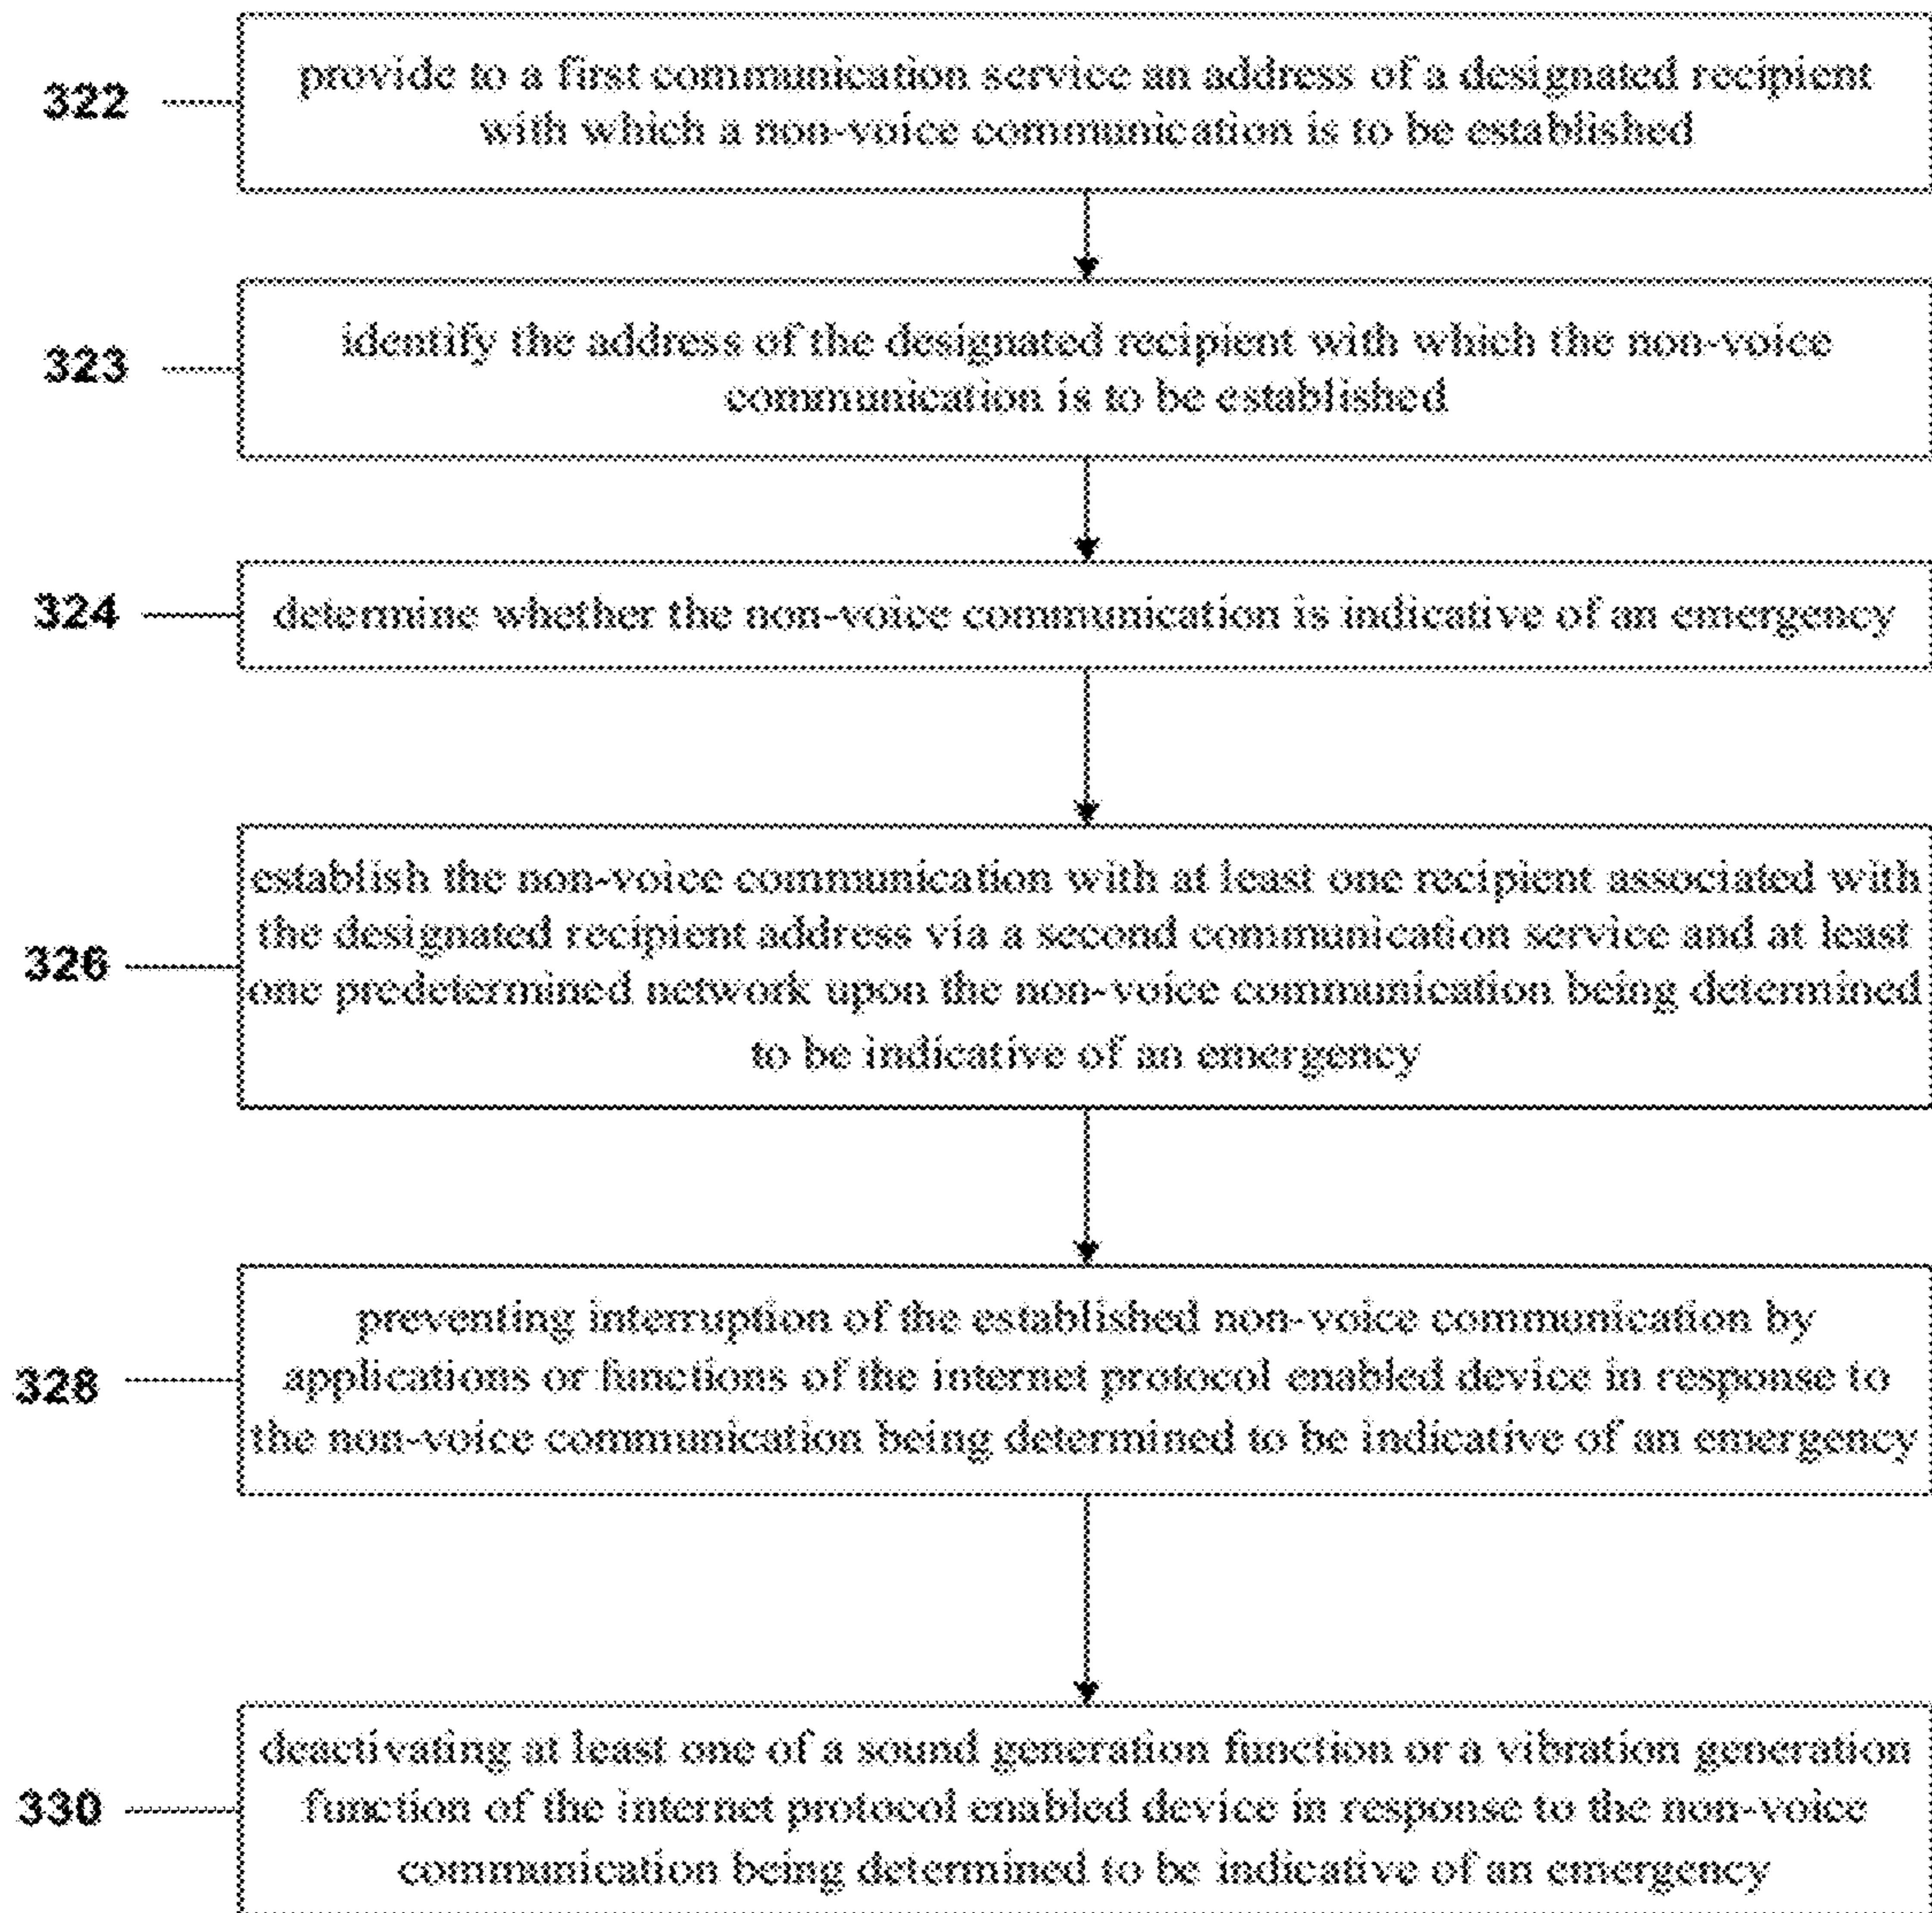 322
provide to a first communication service an address of a designated recipient
with which a non-voice communication is to be established
323
identify the address of the designated recipient with which the non-voice
communication is to be established
324
determine whether the non-voice communication is indicative of an emergency
326
establish the non-voice communication with at least one recipient associated with
the designated recipient address via a second communication service and at least
one predetermined network upon the non-voice communication being determined
to be indicative of an emergency
328
preventing interruption of the established non-voice communication by
applications or functions of the internet protocol enabled device in response to
the non-voice communication being determined to be indicative of an emergency
330
deactivating at least one of a sound generation function or a vibration generation
function of the internet protocol enabled device in response to the non-voice
communication being determined to be indicative of an emergency